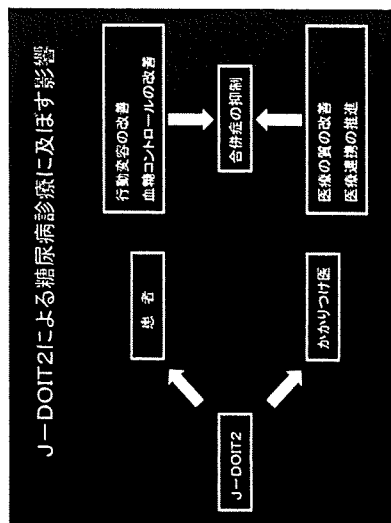 J－DOIT2による糖尿病診療に及ぼす影響
J－DOIT2
患 者
かかりつけ医
行動変容の改善
血糖コントロールの改善
合併症の抑制
医療の質の改善
医療連携の推進